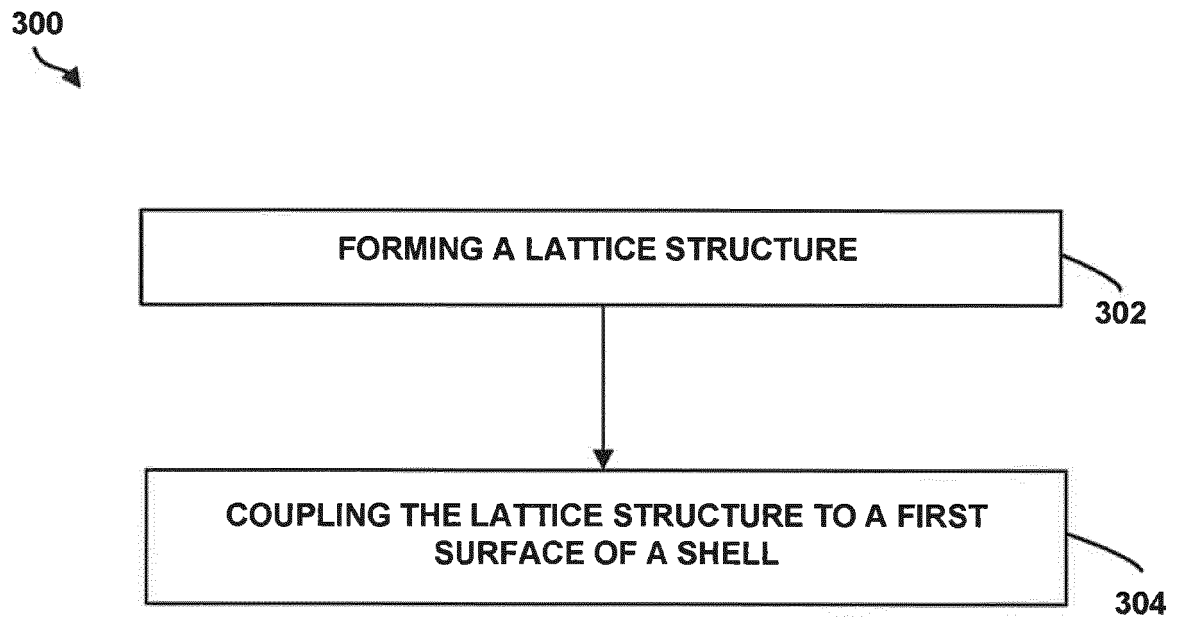 300
FORMING A LATTICE STRUCTURE
302
COUPLING THE LATTICE STRUCTURE TO A FIRST
SURFACE OF A SHELL
304